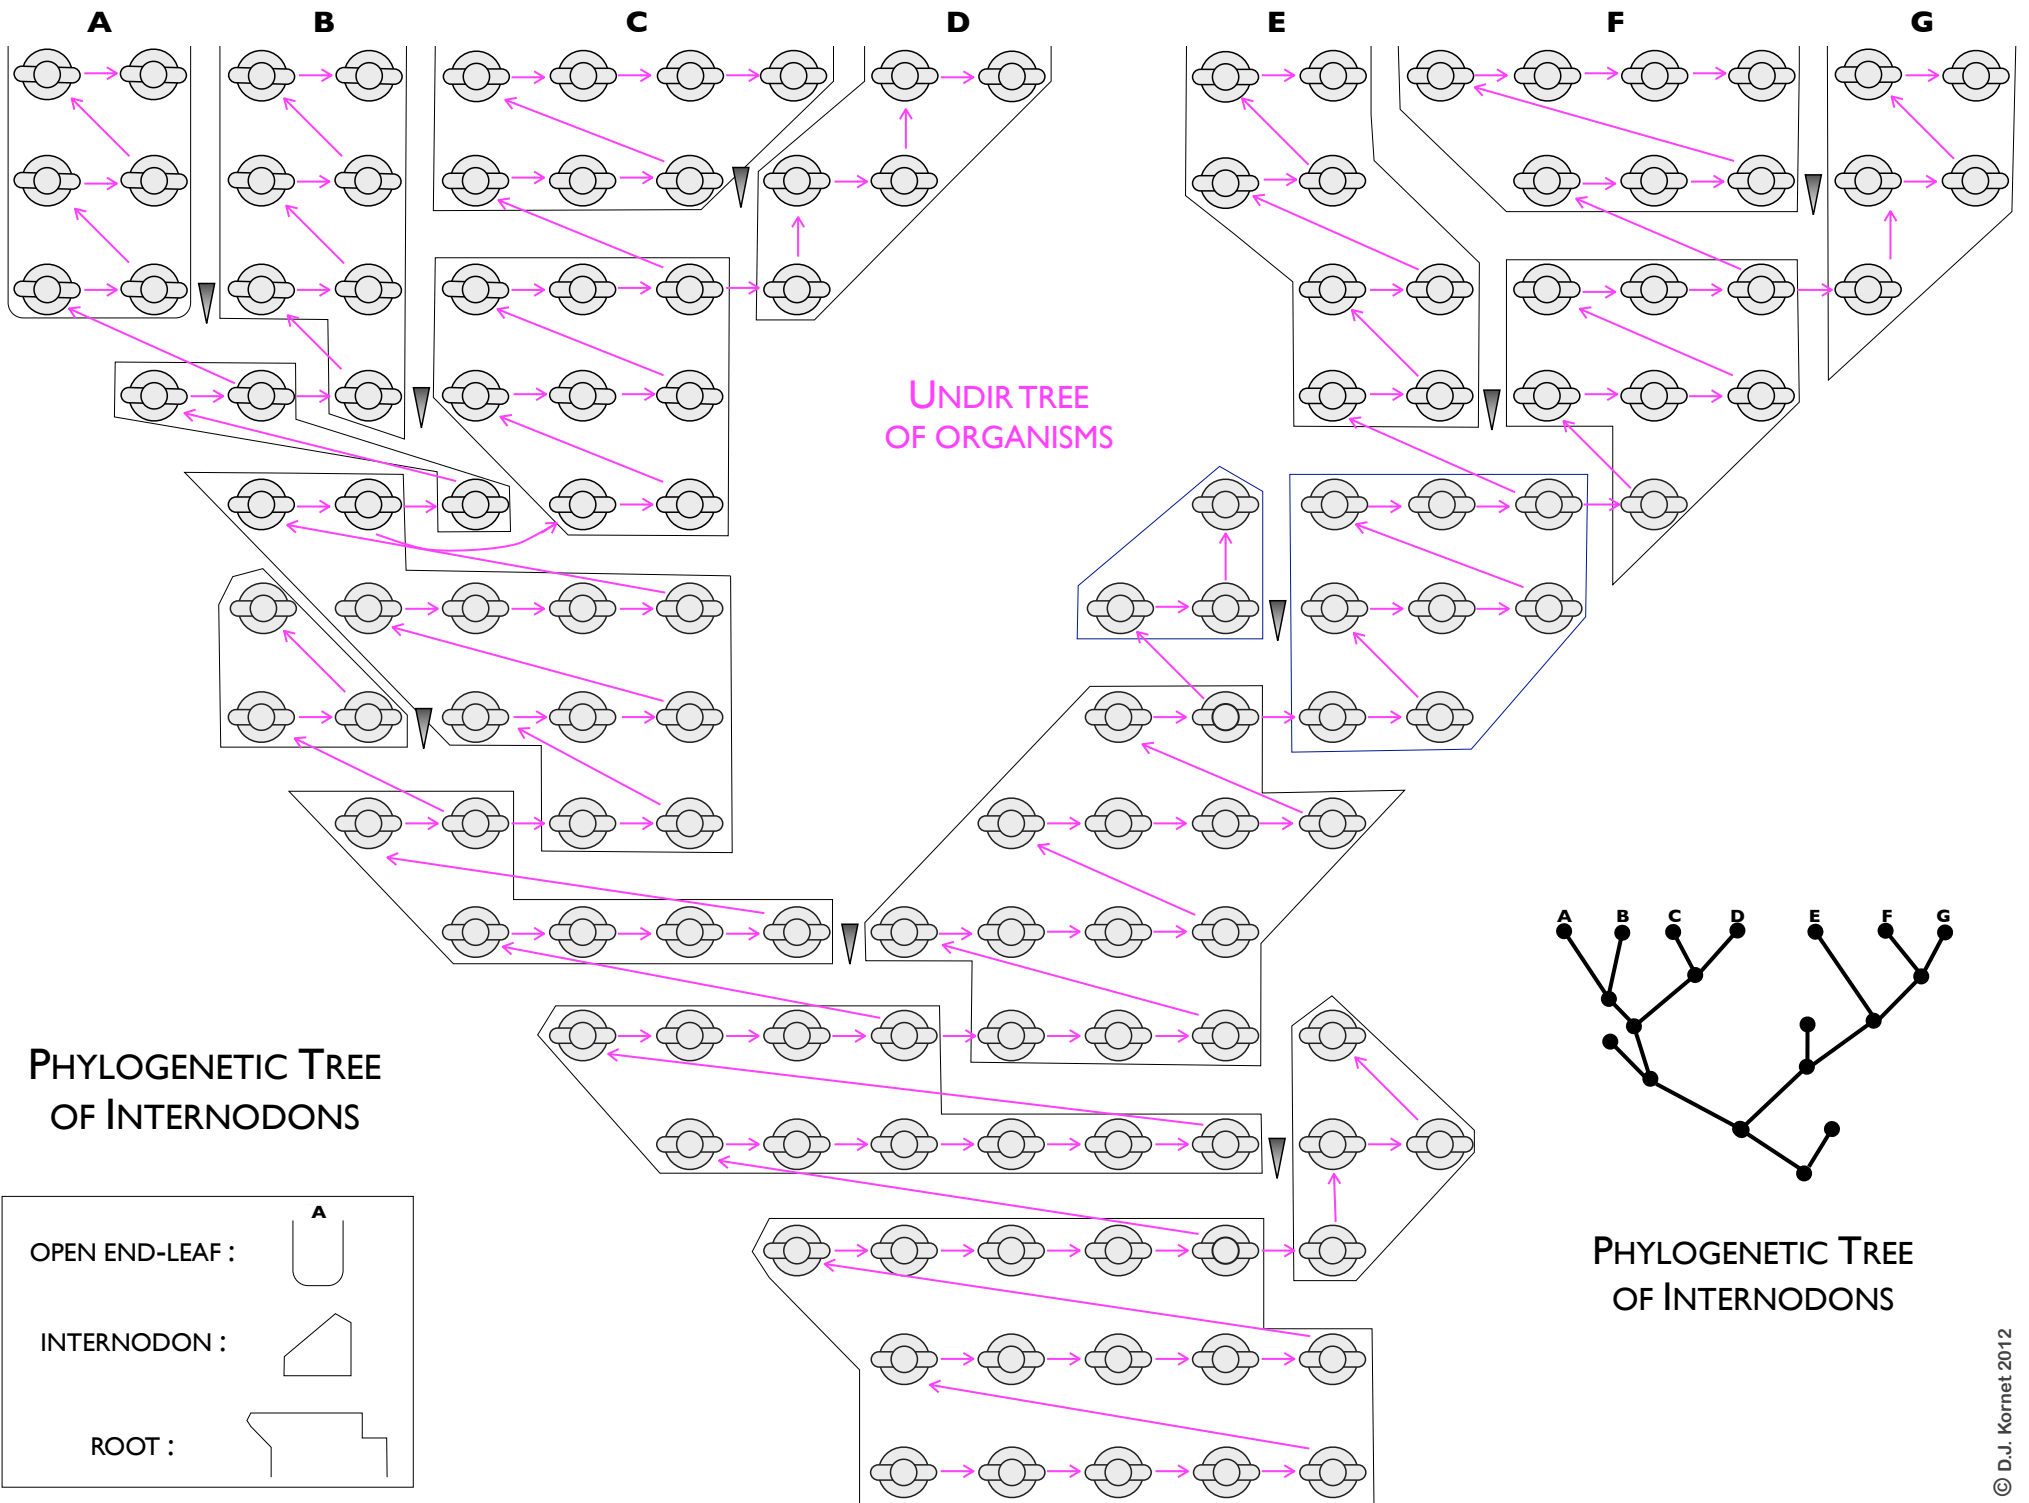 A B C D E F G
UNDIR TREE
OF ORGANISMS
A B C D E F G
PHYLOGENETIC TREE
OF INTERNODONS
A
OPEN END-LEAF :
INTERNODON :
ROOT :
PHYLOGENETIC TREE
OF INTERNODONS
© D.J. Kornet 2012